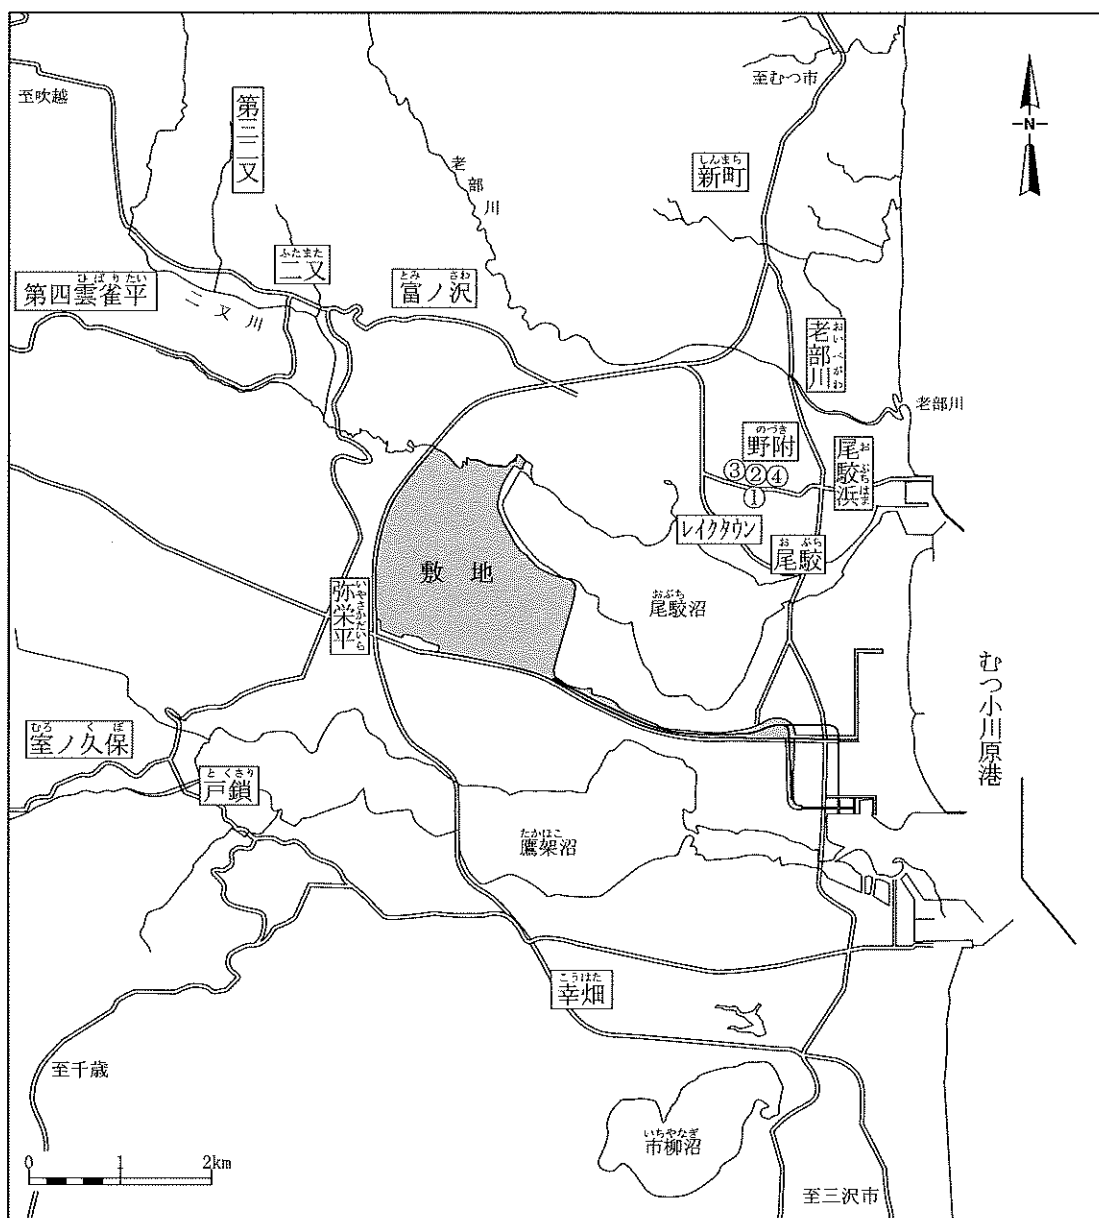 至むつ市
至吹越
N
第三二又
老部川
しんまち
新町
ふたまた
二又
ひばりたい
第四雲雀平
とみ さわ
富ノ沢
二又川
おいべがわ
老部川
老部川
のづき
野附
③②④
①
おぶちはま
尾駮浜
レイクタウン
おぶち
尾駮
敷地
いやさかだいら
弥栄平
おぶち
尾駮沼
むつ小川原港
むろ くぼ
室ノ久保
とくさり
戸鎖
たかほこ
鷹架沼
こうはた
幸畑
至千歳
いちやなぎ
市柳沼
0 1 2km
至三沢市